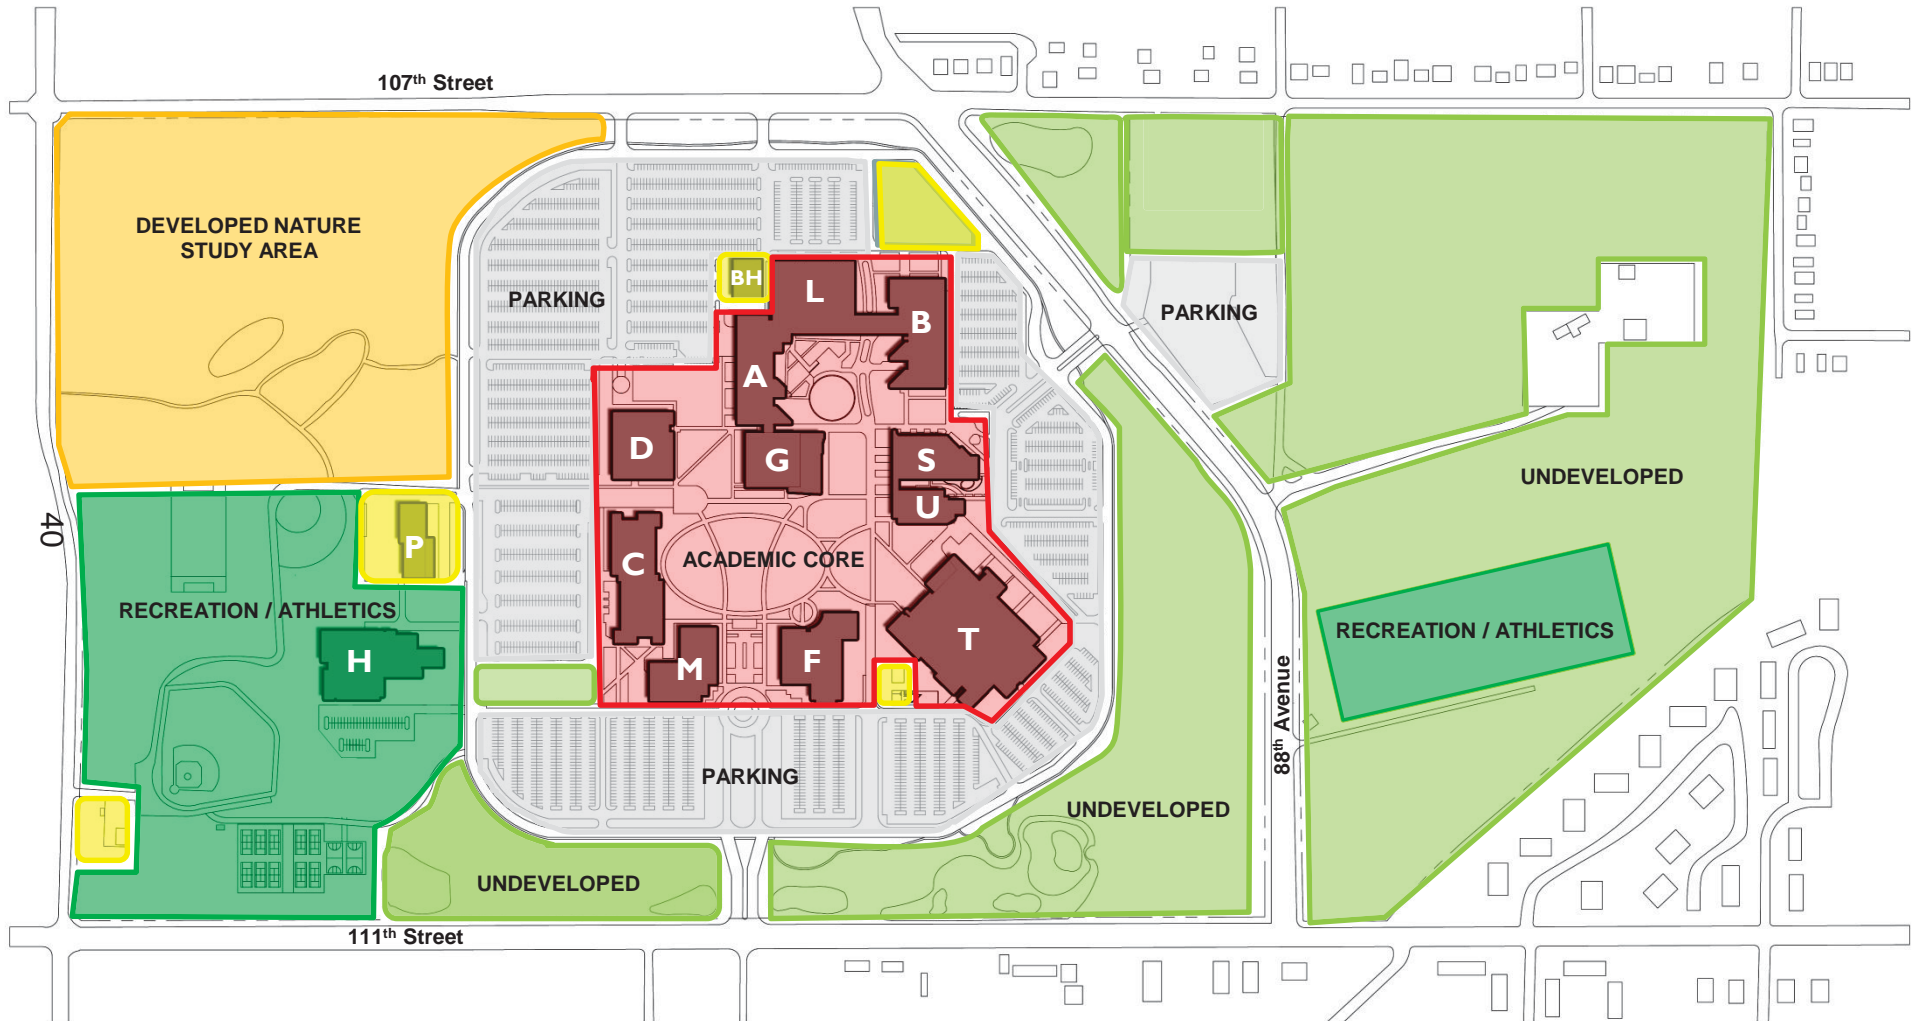 107th Street
DEVELOPED NATURE
STUDY AREA
BH
L
PARKING
B
PARKING
A
D
G
S
UNDEVELOPED
U
40
P
C
ACADEMIC CORE
RECREATION / ATHLETICS
H
M
F
T
RECREATION / ATHLETICS
88th Avenue
PARKING
UNDEVELOPED
UNDEVELOPED
111th Street